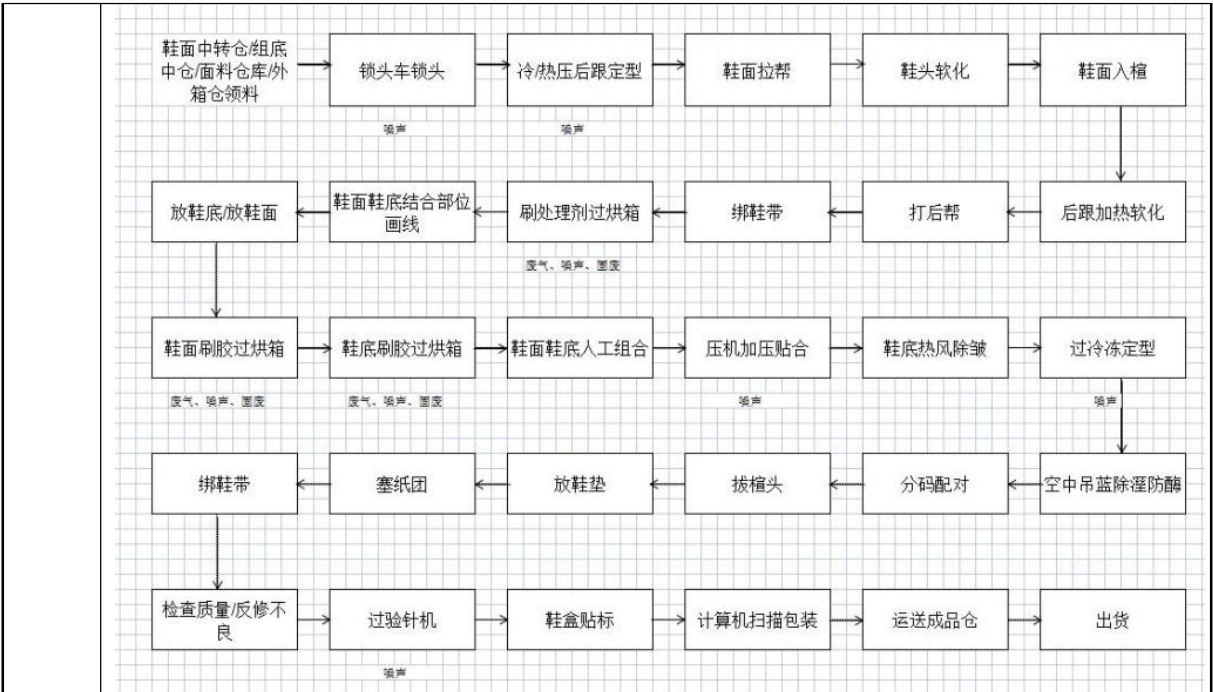 鞋面中转仓/组底
中仓/面料仓库/外
箱仓领料
锁头车锁头
冷/热压后跟定型
鞋面拉帮
鞋头软化
鞋面入楦
噪声
噪声
放鞋底/放鞋面
鞋面鞋底结合部位
画线
刷处理剂过烘箱
绑鞋带
打后帮
后跟加热软化
废气、噪声、固废
鞋面刷胶过烘箱
鞋底刷胶过烘箱
鞋面鞋底人工组合
压机加压贴合
鞋底热风除皱
过冷冻定型
废气、噪声、固废
废气、噪声、固废
噪声
噪声
绑鞋带
塞纸团
放鞋垫
拔楦头
分码配对
空中吊蓝除溼防酶
检查质量/反修不
良
过验针机
鞋盒贴标
计算机扫描包装
运送成品仓
出货
噪声